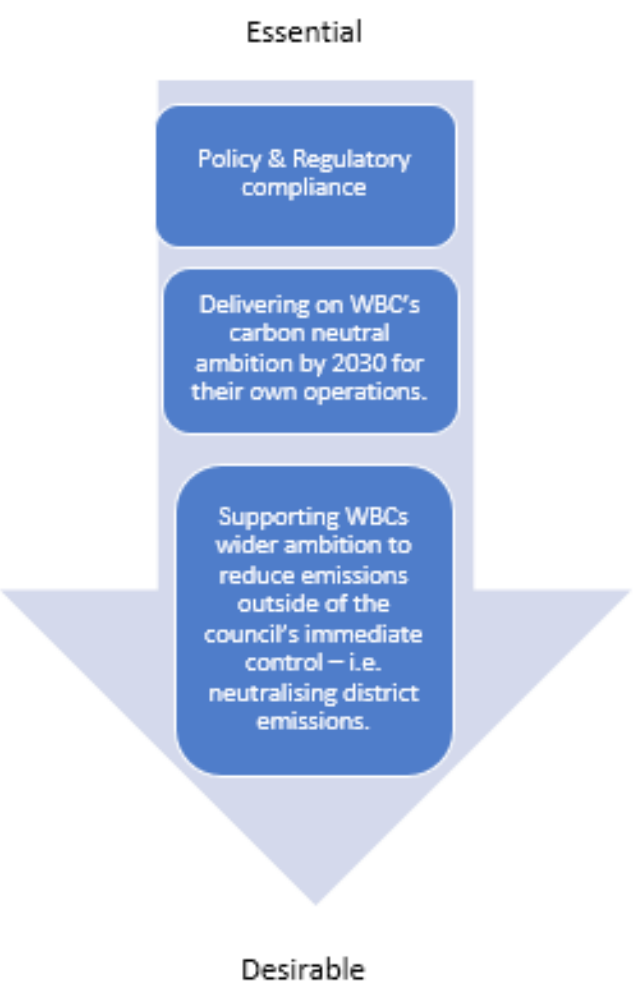 Essential
Policy & Regulatory
compliance
Delivering on WBC's
carbon neutral
ambition by 2030 for
their own operations.
Supporting WBCs
wider ambition to
reduce emissions
outside of the
council's immediate
control – i.e.
neutralising district
emissions.
Desirable